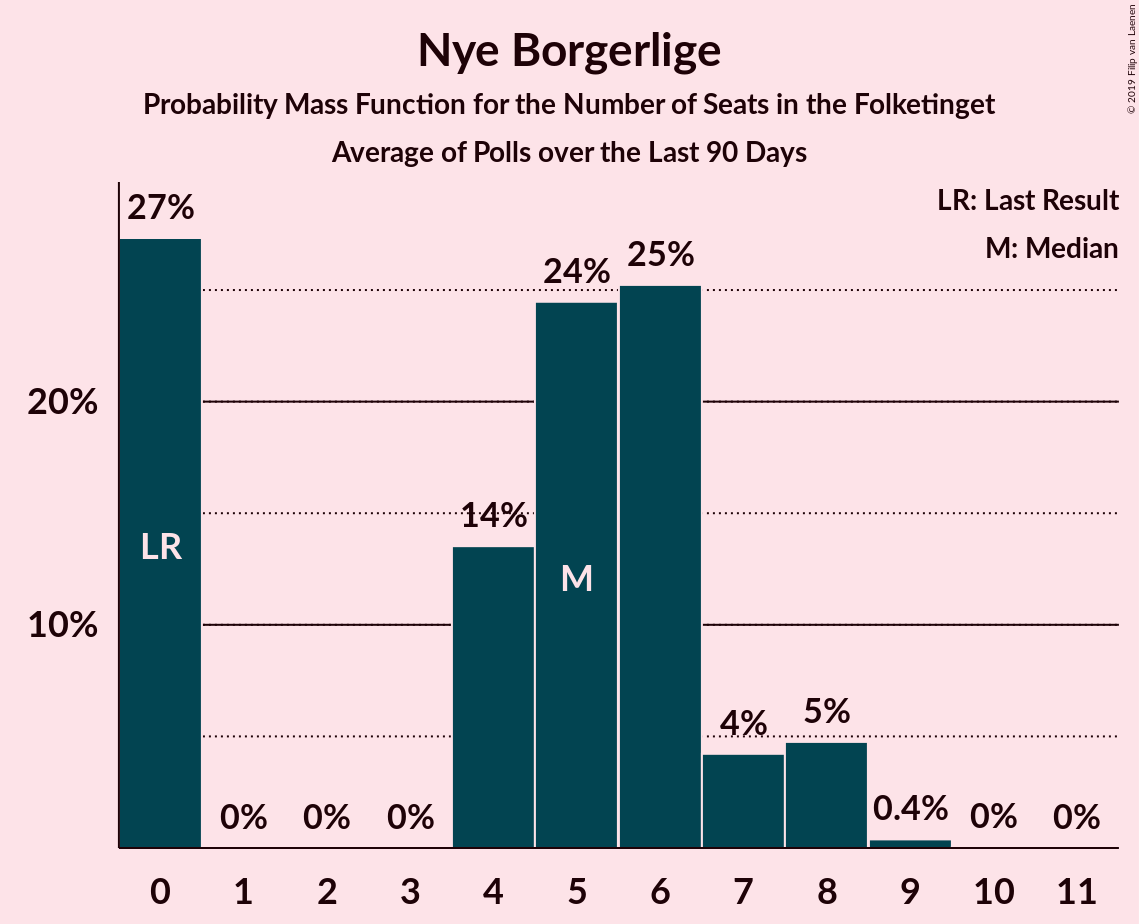 Nye Borgerlige
Probability Mass Function for the Number of Seats in the Folketinget
Average of Polls over the Last 90 Days
© 2019 Filip van Laenen
LR: Last Result
M: Median
27%
0%
0%
0%
14%
24%
25%
4%
5%
0.4%
0%
0%
LR
M
20%
10%
0 1 2 3 4 5 6 7 8 9 10 11